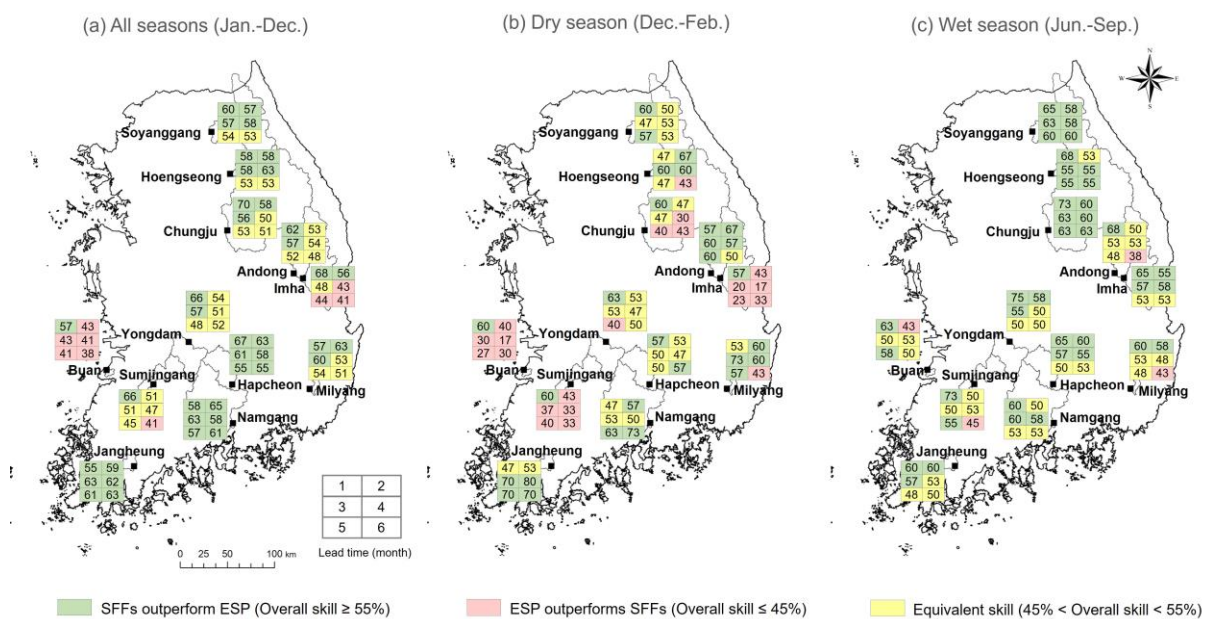 (a) All seasons (Jan.-Dec.)
(b) Dry season (Dec.-Feb.)
(c) Wet season (Jun.-Sep.)
60 57
57 58
54 53
Soyanggang
58 58
58 63
53 53
Hoengseong
70 58
56 50
53 51
Chungju
62 53
57 54
52 48
Andong
68 56
48 43
44 41
Imha
66 54
57 51
48 52
Yongdam
57 43
43 41
41 38
Buan
67 63
61 58
55 55
Hapcheon
57 63
60 53
54 51
Milyang
Sumjingang
66 51
51 47
45 41
58 65
63 58
57 61
Namgang
Jangheung
55 59
63 62
61 63
1 2
3 4
5 6
Lead time (month)
0 25 50 100 km
60 50
47 53
57 53
Soyanggang
47 67
60 60
47 43
Hoengseong
60 47
47 30
40 43
Chungju
57 67
60 57
60 50
Andong
57 43
20 17
23 33
Imha
63 53
53 47
40 50
Yongdam
60 40
30 17
27 30
Buan
57 53
50 47
50 57
Hapcheon
53 60
73 60
57 43
Milyang
Sumjingang
60 43
37 33
40 33
47 57
53 50
63 73
Namgang
Jangheung
47 53
70 80
70 70
N
W E
S
65 58
63 58
60 60
Soyanggang
68 53
55 55
55 55
Hoengseong
73 60
63 60
63 63
Chungju
68 50
53 53
48 38
Andong
65 55
57 58
53 53
Imha
75 58
55 50
50 50
Yongdam
63 43
50 53
58 50
Buan
65 60
57 55
50 53
Hapcheon
60 58
53 48
48 43
Milyang
Sumjingang
73 50
50 53
55 45
60 50
60 58
53 53
Namgang
Jangheung
60 60
57 53
48 50
SFFs outperform ESP (Overall skill ≥ 55%)
ESP outperforms SFFs (Overall skill ≤ 45%)
Equivalent skill (45% < Overall skill < 55%)